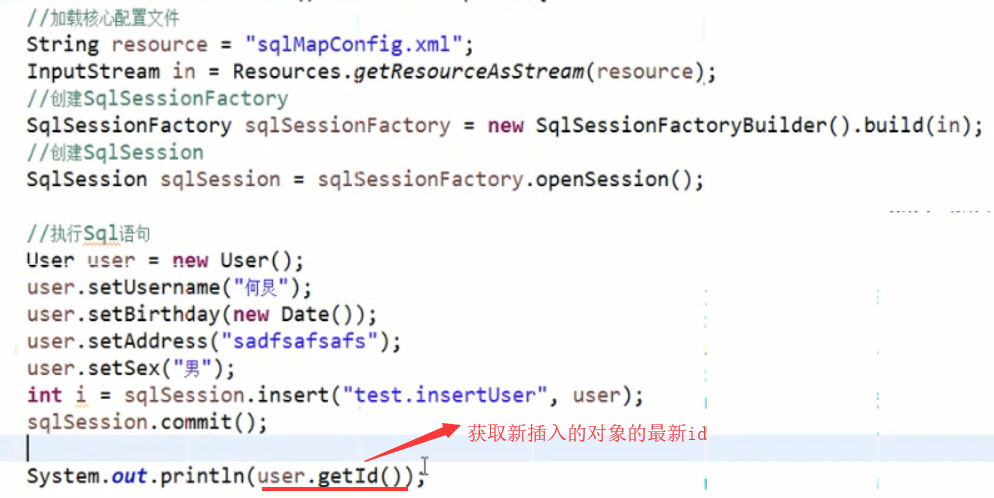 //加载核心配置文件
String resource = "sqlMapConfig.xml";
InputStream in = Resources.getResourceAsStream(resource);
//创建SqlSessionFactory
SqlSessionFactory sqlSessionFactory = new SqlSessionFactoryBuilder().build(in);
//创建SqlSession
SqlSession sqlSession = sqlSessionFactory.openSession();
//执行Sql语句
User user = new User();
user.setUsername("何炅");
user.setBirthday(new Date());
user.setAddress("sadfsafsafs");
user.setSex("男");
int i = sqlSession.insert("test.insertUser", user);
sqlSession.commit();
获取新插入的对象的最新id
System.out.println(user.getId());